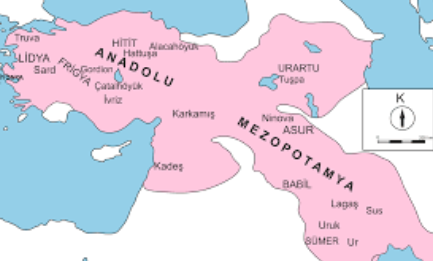 Truva
HİTİT
Hattuşa
Alacahöyük
LİDYA
Sard
FRİGYA
Gordion
ANADOLU
Çatalhöyük
İvriz
URARTU
Tuşpa
Karkamış
Ninova
ASUR
MEZOPOTAMYA
K
Kadeş
BABİL
Lagaş
Sus
Uruk
SÜMER
Ur